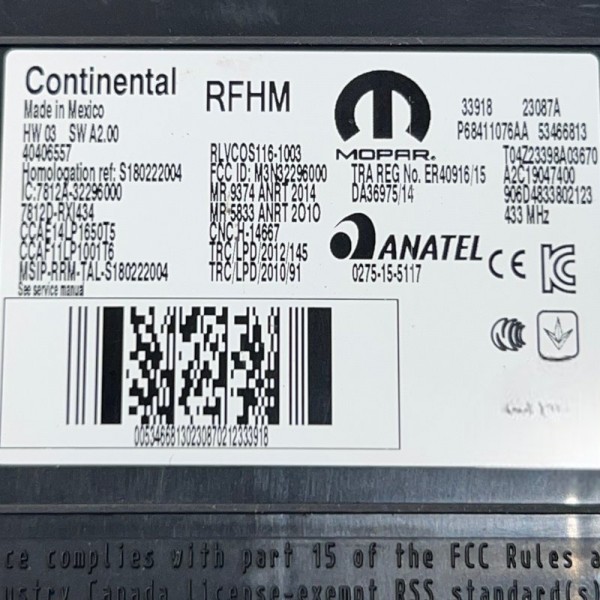 Continental
Made in Mexico
HW 03 SW A2.00
40406557
Homologation ref: S180222004
IC:7812A-32296000
7812D-RXI434
CCAF14LP1650T5
CCAF11LP1001T6
MSIP-RRM-TAL-S180222004
See service manual
RFHM
RLVCOS116-1003
FCC ID: M3N32296000
MR 9374 ANRT 2014
MR 5833 ANRT 2010
CNC.H-14667
TRC/LPD/2012/145
TRC/LPD/2010/91
MOPAR®
TRA REG No. ER40916/15
DA36975/14
ANATEL
0275-15-5117
33918 23087A
P68411076AA 53466813
T04Z23398A03670
A2C19047400
906D4833802123
433 MHz
CE
CCC
00534668130230870212333918
ce complies with part 15 of the FCC Rules a
ustry Canada license-exempt RSS standard(s)